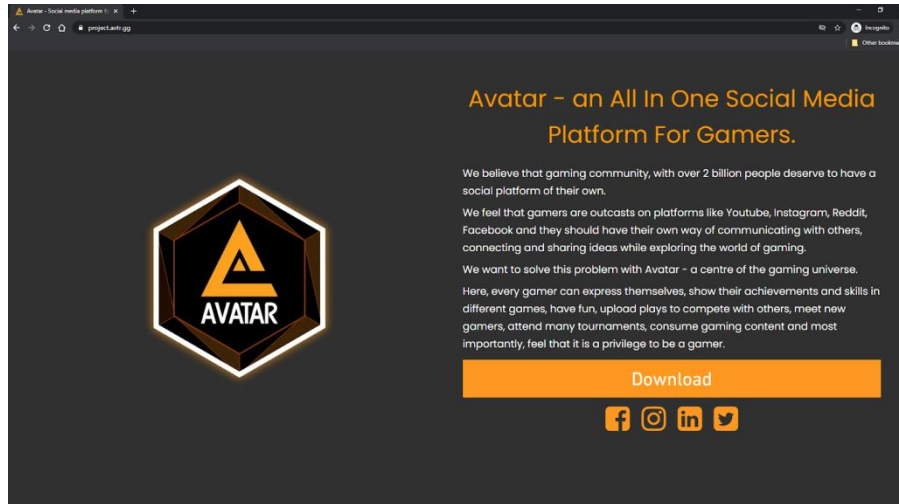 Avatar - Social media platform f
project.avtr.gg
Incognito
Other bookma
Avatar - an All In One Social Media
Platform For Gamers.
We believe that gaming community, with over 2 billion people deserve to have a
social platform of their own.
We feel that gamers are outcasts on platforms like Youtube, Instagram, Reddit,
Facebook and they should have their own way of communicating with others,
connecting and sharing ideas while exploring the world of gaming.
We want to solve this problem with Avatar - a centre of the gaming universe.
Here, every gamer can express themselves, show their achievements and skills in
different games, have fun, upload plays to compete with others, meet new
gamers, attend many tournaments, consume gaming content and most
importantly, feel that it is a privilege to be a gamer.
AVATAR
Download